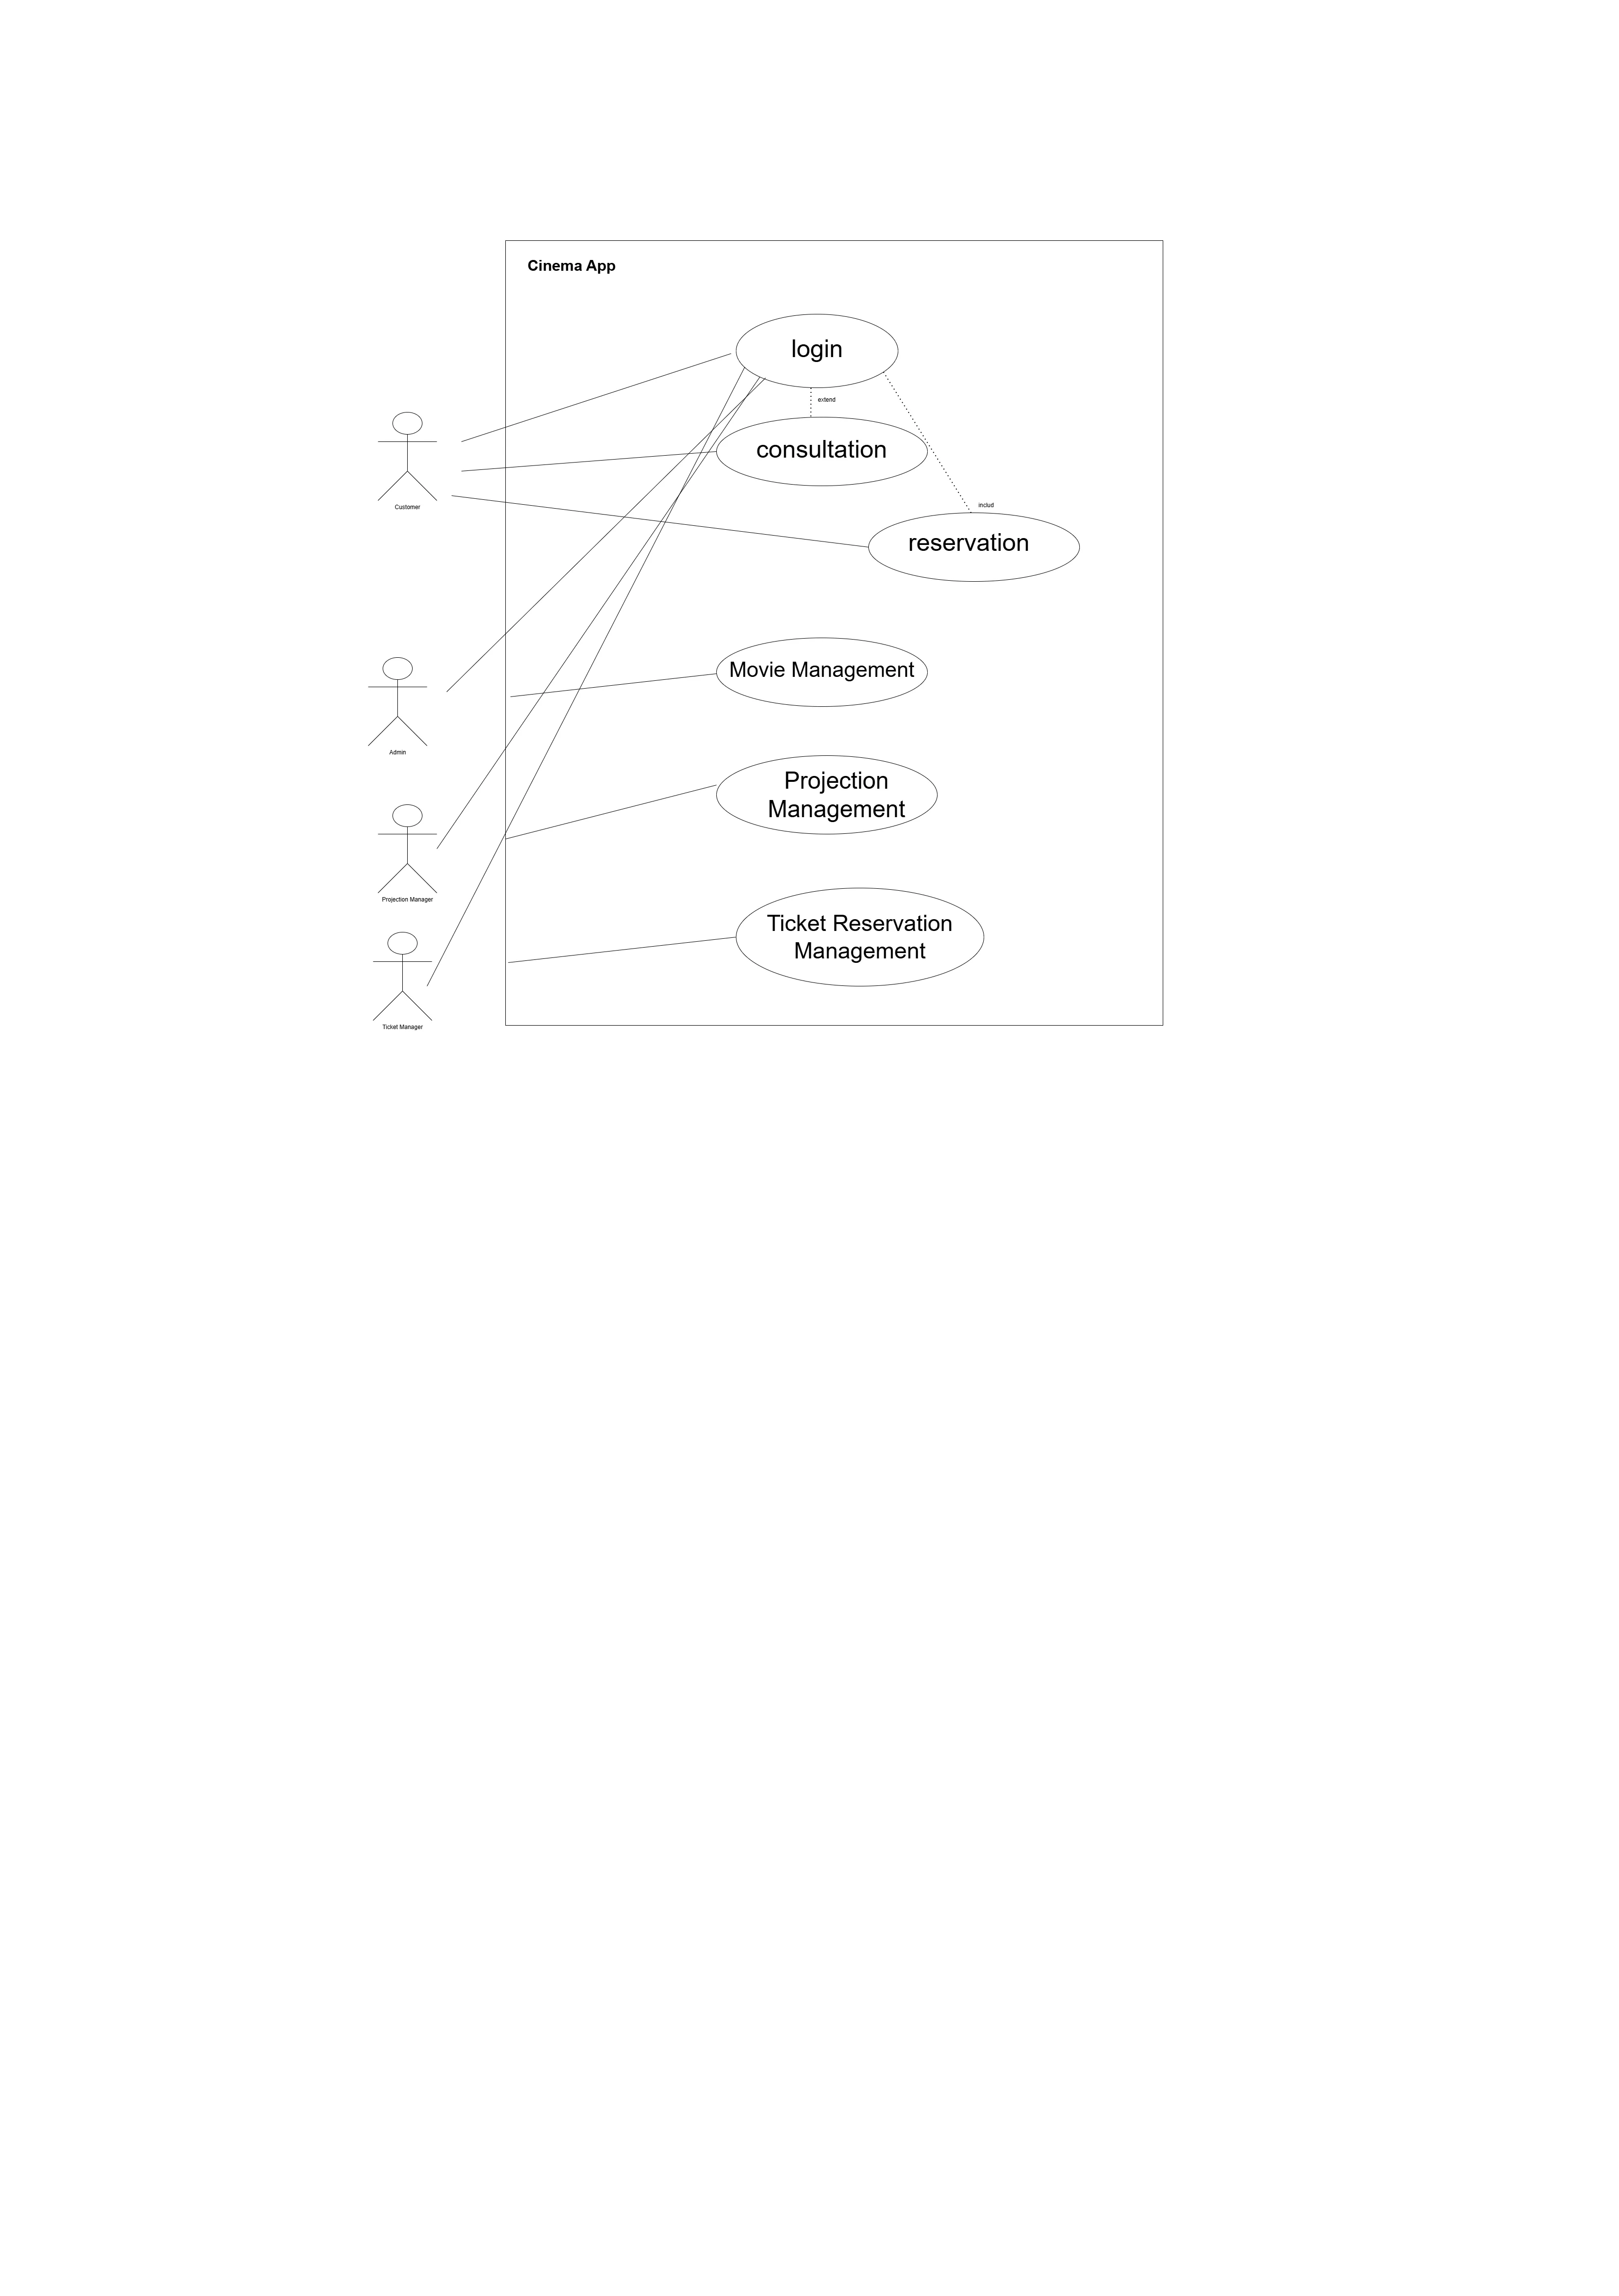 Cinema App
login
extend
consultation
Customer
includ
reservation
Movie Management
Admin
Projection
Management
Projection Manager
Ticket Reservation
Management
Ticket Manager